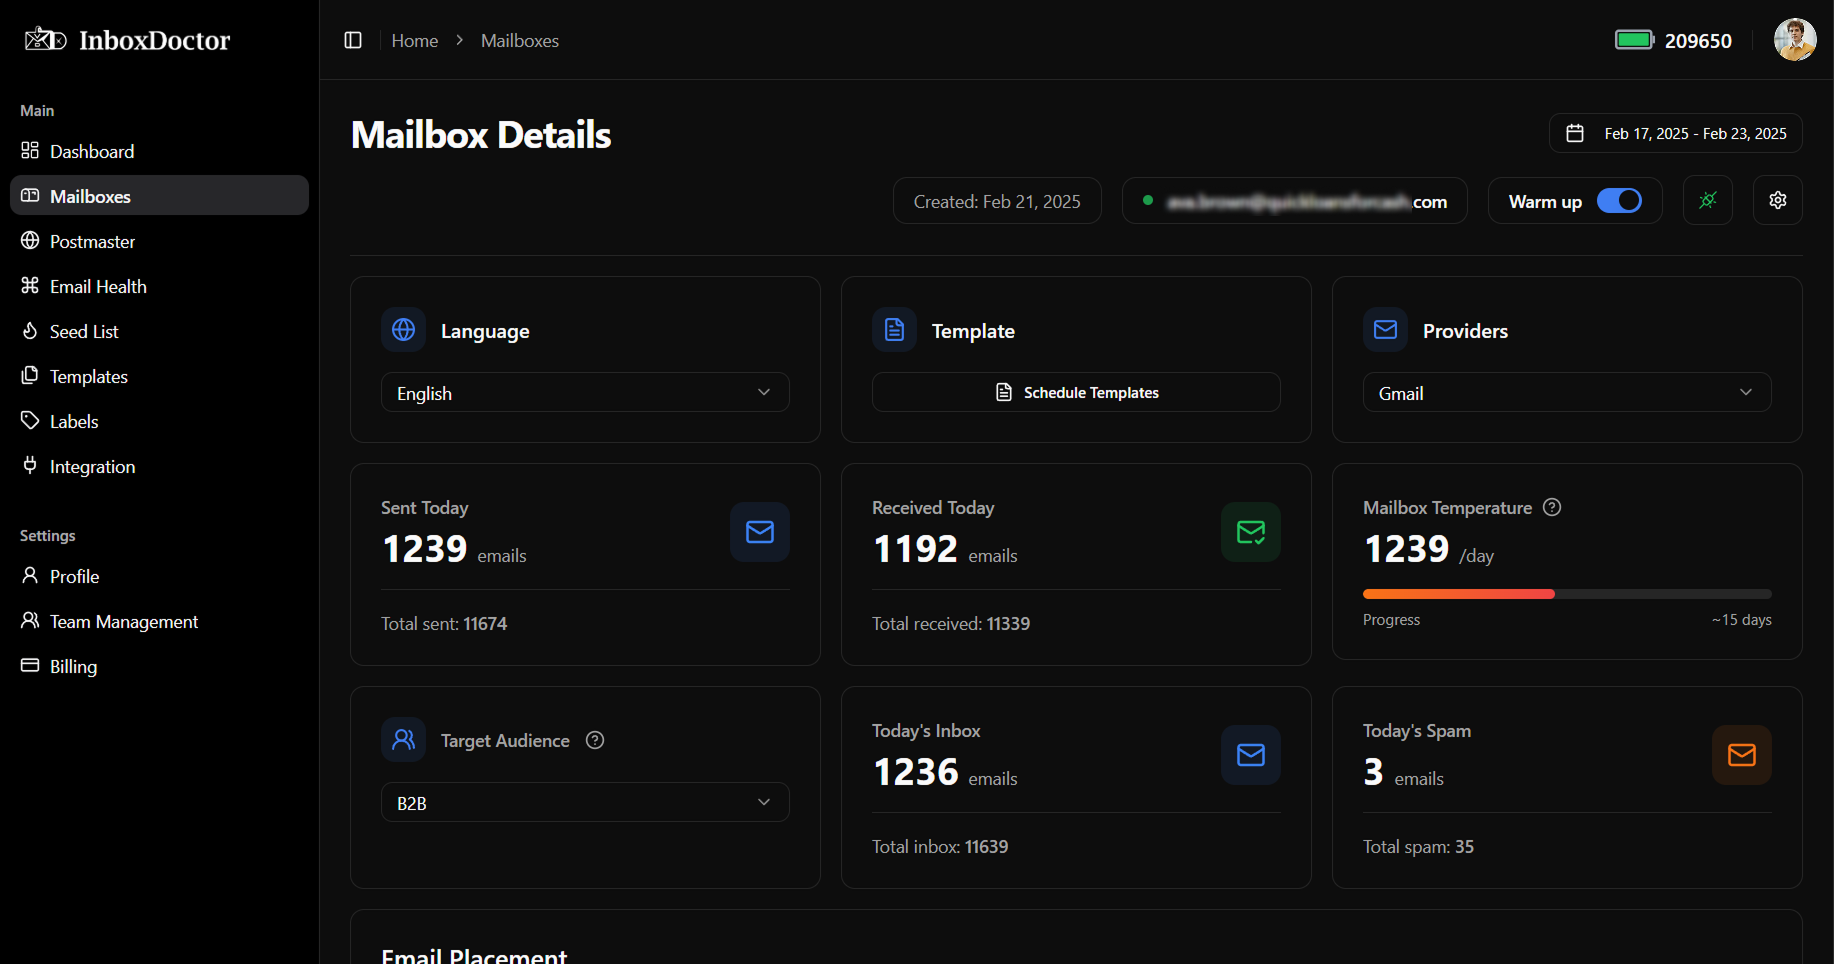 InboxDoctor
Home > Mailboxes
209650
Main
Dashboard
Mailboxes
Postmaster
Email Health
Seed List
Templates
Labels
Integration
Settings
Profile
Team Management
Billing
Mailbox Details
Feb 17, 2025 - Feb 23, 2025
Created: Feb 21, 2025
.com
Warm up
Language
English
Template
Schedule Templates
Providers
Gmail
Sent Today
1239 emails
Total sent: 11674
Received Today
1192 emails
Total received: 11339
Mailbox Temperature
1239 /day
Progress
~15 days
Target Audience
B2B
Today's Inbox
1236 emails
Total inbox: 11639
Today's Spam
3 emails
Total spam: 35
Email Placement